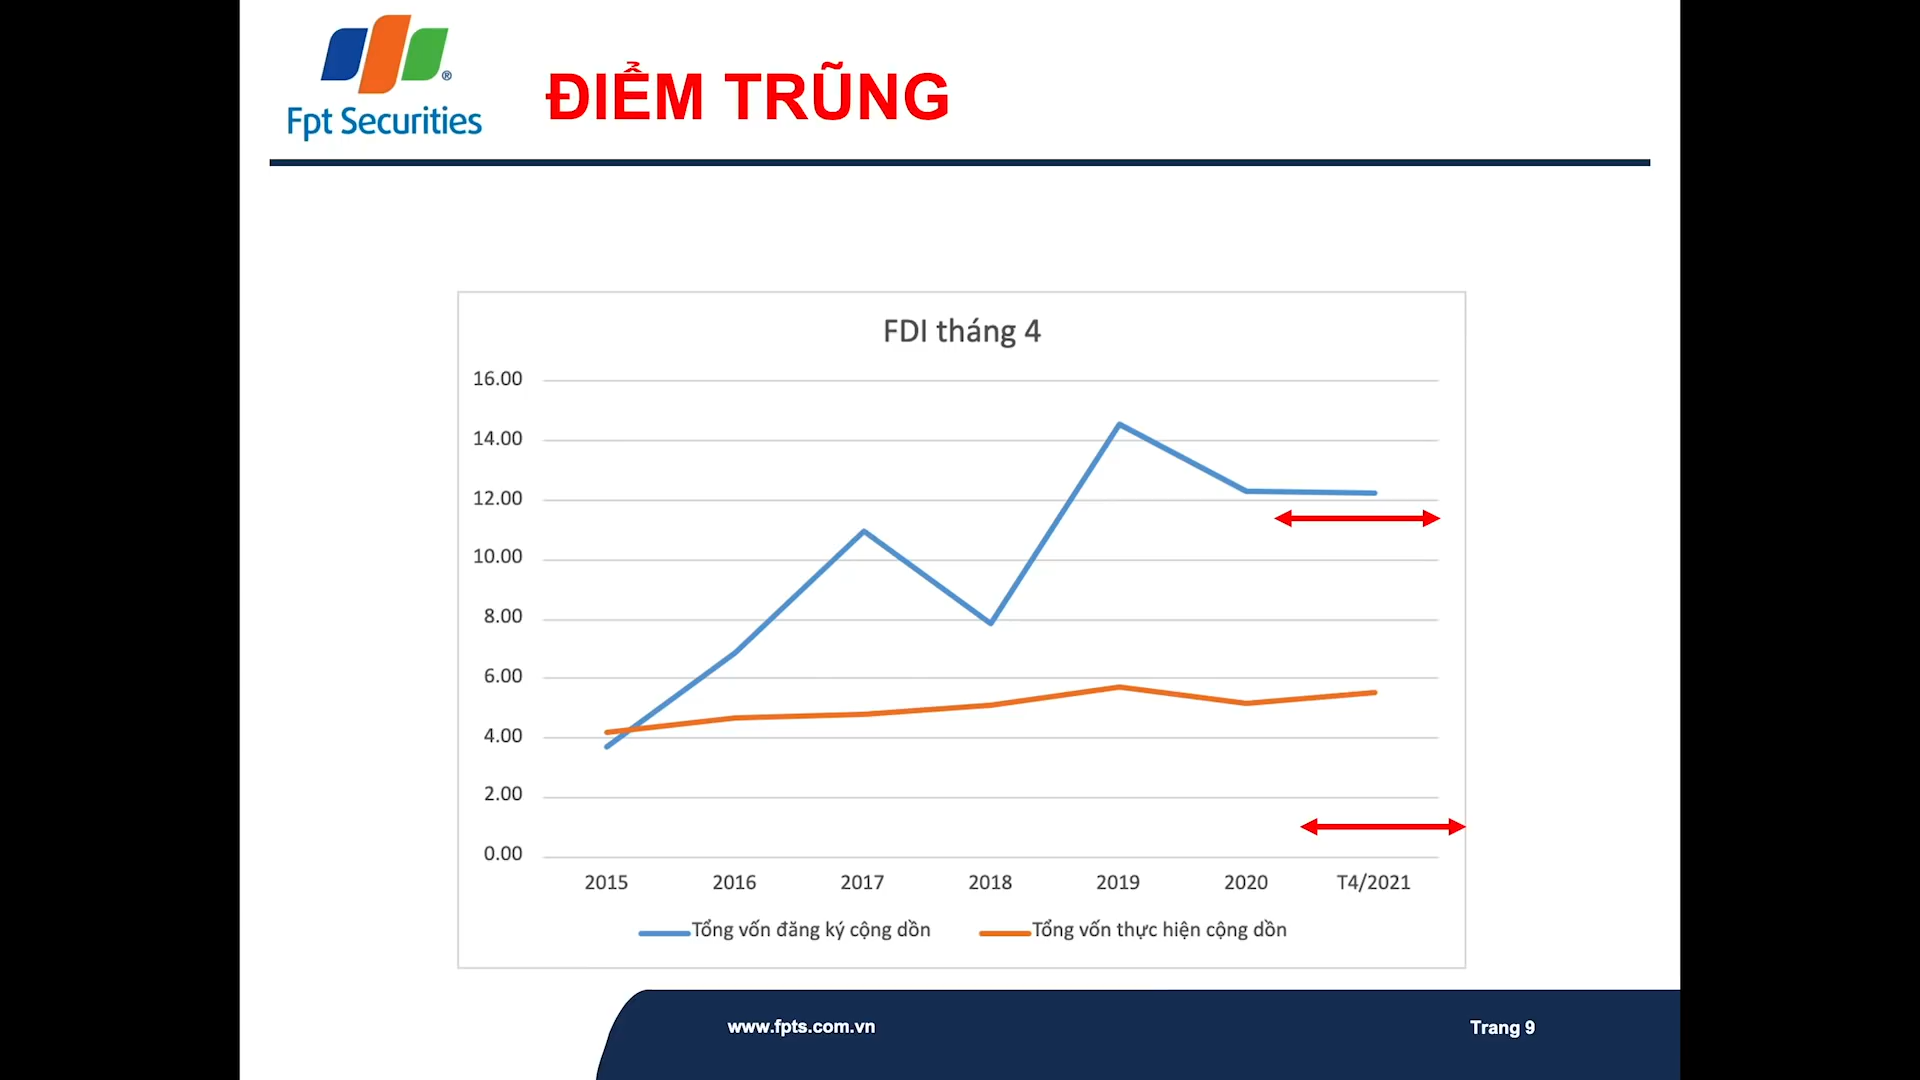 Fpt Securities
®
ĐIỂM TRŨNG
FDI tháng 4
16.00
14.00
12.00
10.00
8.00
6.00
4.00
2.00
0.00
2015 2016 2017 2018 2019 2020 T4/2021
Tổng vốn đăng ký cộng dồn Tổng vốn thực hiện cộng dồn
www.fpts.com.vn Trang 9